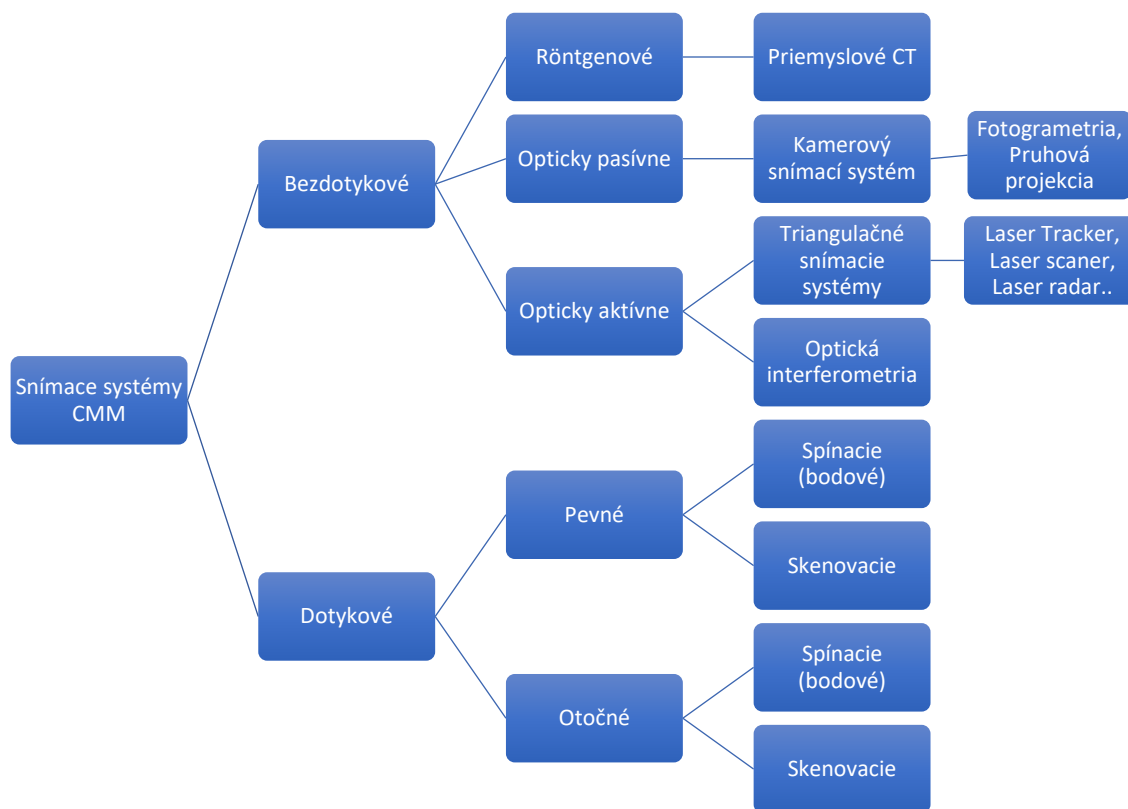 Röntgenové
Priemyslové CT
Bezdotykové
Opticky pasívne
Kamerový
snímací systém
Fotogrametria,
Pruhová
projekcia
Opticky aktívne
Triangulačné
snímacie
systémy
Laser Tracker,
Laser scaner,
Laser radar..
Optická
interferometria
Snímace systémy
CMM
Dotykové
Pevné
Spínacie
(bodové)
Skenovacie
Otočné
Spínacie
(bodové)
Skenovacie